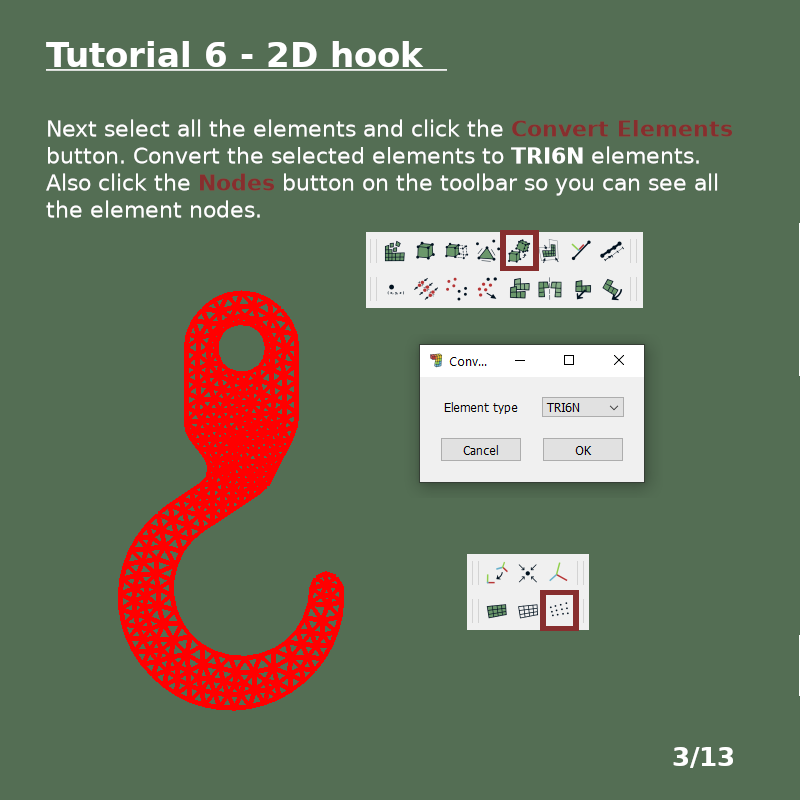 Tutorial 6 - 2D hook
Next select all the elements and click the Convert Elements
button. Convert the selected elements to TRI6N elements.
Also click the Nodes button on the toolbar so you can see all
the element nodes.
Conv...
Element type TRI6N
Cancel OK
3/13